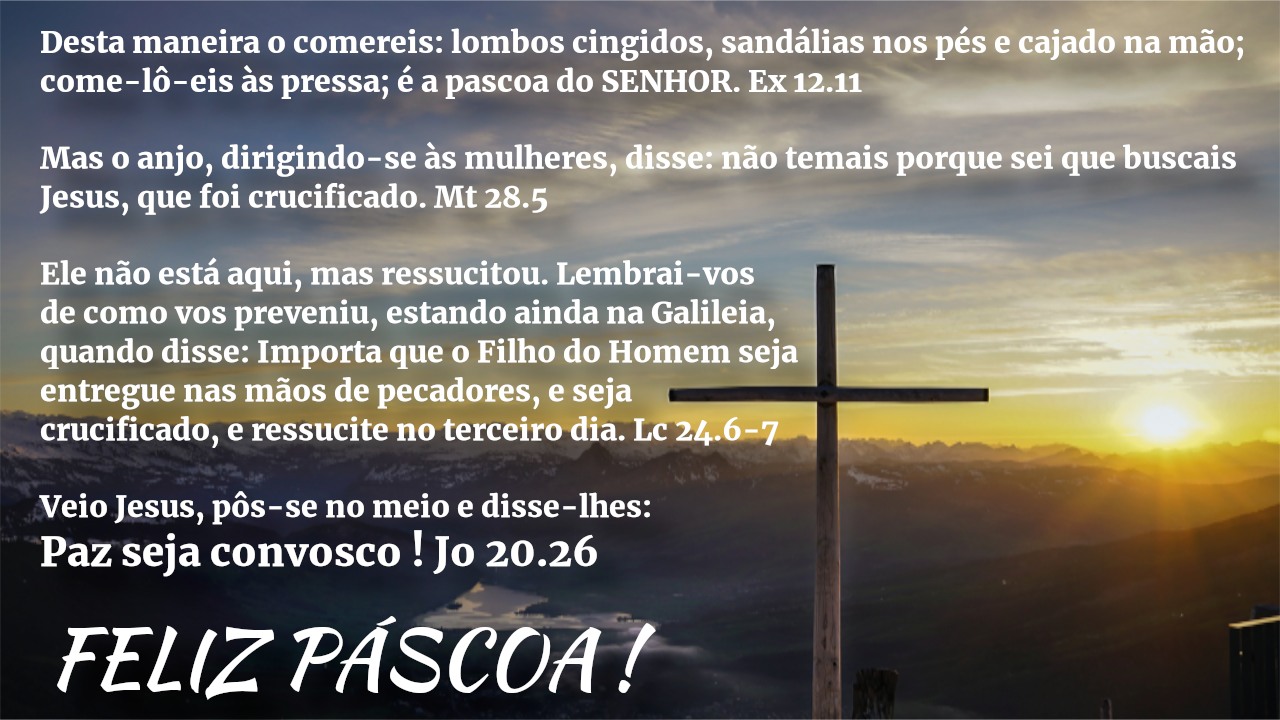 Desta maneira o comereis: lombos cingidos, sandálias nos pés e cajado na mão;
come-lô-eis às pressa; é a pascoa do SENHOR. Ex 12.11
Mas o anjo, dirigindo-se às mulheres, disse: não temais porque sei que buscais
Jesus, que foi crucificado. Mt 28.5
Ele não está aqui, mas ressucitou. Lembrai-vos
de como vos preveniu, estando ainda na Galileia,
quando disse: Importa que o Filho do Homem seja
entregue nas mãos de pecadores, e seja
crucificado, e ressucite no terceiro dia. Lc 24.6-7
Veio Jesus, pôs-se no meio e disse-lhes:
Paz seja convosco ! Jo 20.26
FELIZ PÁSCOA !